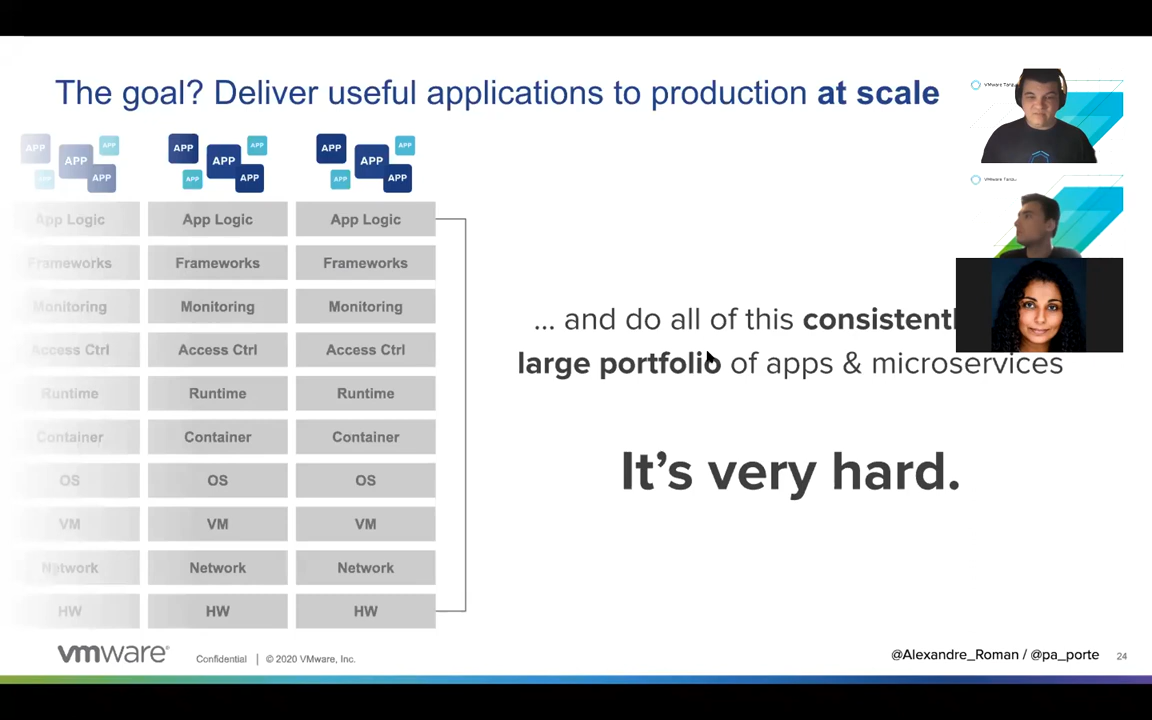 The goal? Deliver useful applications to production at scale
APP APP APP APP APP
APP APP APP APP APP
APP APP APP APP APP
App Logic App Logic App Logic
Frameworks Frameworks Frameworks
Monitoring Monitoring Monitoring
Access Ctrl Access Ctrl Access Ctrl
Runtime Runtime Runtime
Container Container Container
OS OS OS
VM VM VM
Network Network Network
HW HW HW
... and do all of this consistent
large portfolio of apps & microservices
It's very hard.
vmware® Confidential | © 2020 VMware, Inc.
@Alexandre_Roman / @pa_porte 24